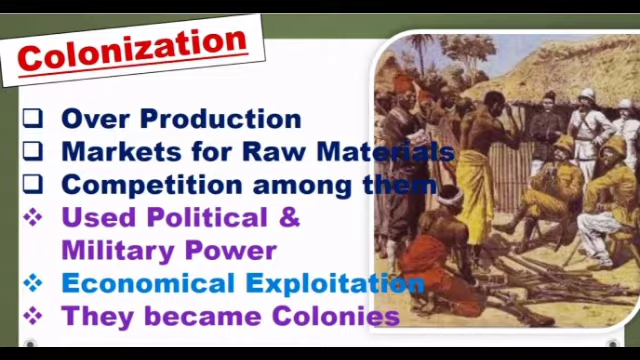 Colonization
Over Production
Markets for Raw Materials
Competition among them
Used Political &
Military Power
Economical Exploitation
They became Colonies